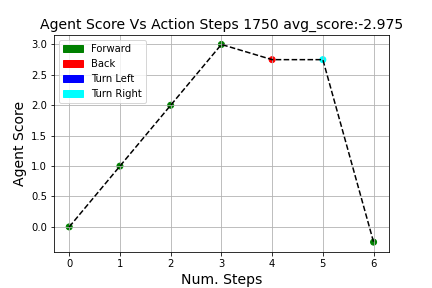 Agent Score Vs Action Steps 1750 avg_score:-2.975
3.0
2.5
2.0
1.5
1.0
0.5
0.0
Agent Score
Forward
Back
Turn Left
Turn Right
0 1 2 3 4 5 6
Num. Steps